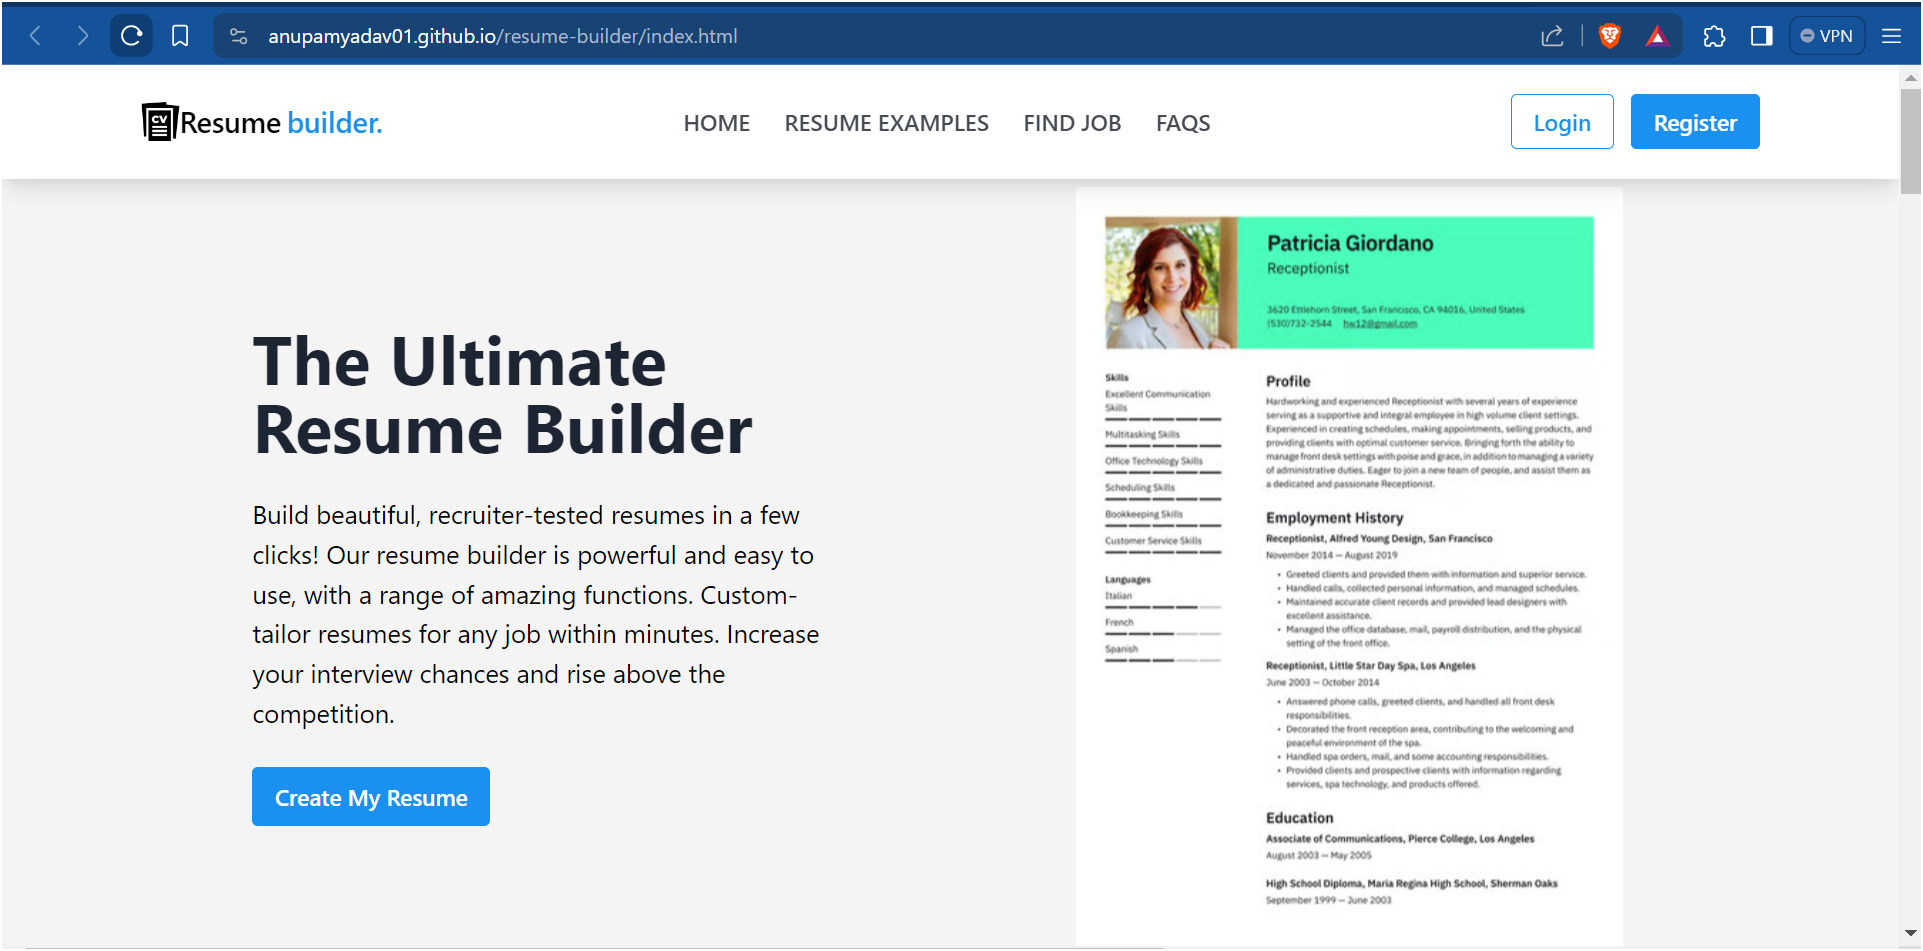 anupamyadav01.github.io/resume-builder/index.html
VPN
CV
Resume builder.
HOME
RESUME EXAMPLES
FIND JOB
FAQS
Login
Register
The Ultimate
Resume Builder
Build beautiful, recruiter-tested resumes in a few
clicks! Our resume builder is powerful and easy to
use, with a range of amazing functions. Custom-
tailor resumes for any job within minutes. Increase
your interview chances and rise above the
competition.
Create My Resume
Patricia Giordano
Receptionist
3620 Ettlehorn Street, San Francisco, CA 94016, United States
(530)732-2544 hw12@gmail.com
Skills
Excellent Communication
Skills
Multitasking Skills
Office Technology Skills
Scheduling Skills
Bookkeeping Skills
Customer Service Skills
Languages
Italian
French
Spanish
Profile
Hardworking and experienced Receptionist with several years of experience
serving as a supportive and integral employee in high volume client settings.
Experienced in creating schedules, making appointments, selling products, and
providing clients with optimal customer service. Bringing forth the ability to
manage front desk settings with poise and grace, in addition to managing a variety
of administrative duties. Eager to join a new team of people, and assist them as
a dedicated and passionate Receptionist.
Employment History
Receptionist, Alfred Young Design, San Francisco
November 2014 — August 2019
• Greeted clients and provided them with information and superior service.
• Handled calls, collected personal information, and managed schedules.
• Maintained accurate client records and provided lead designers with
excellent assistance.
• Managed the office database, mail, payroll distribution, and the physical
setting of the front office.
Receptionist, Little Star Day Spa, Los Angeles
June 2003 — October 2014
• Answered phone calls, greeted clients, and handled all front desk
responsibilities.
• Decorated the front reception area, contributing to the welcoming and
peaceful environment of the spa.
• Handled spa orders, mail, and some accounting responsibilities.
• Provided clients and prospective clients with information regarding
services, spa technology, and products offered.
Education
Associate of Communications, Pierce College, Los Angeles
August 2003 — May 2005
High School Diploma, Maria Regina High School, Sherman Oaks
September 1999 — June 2003